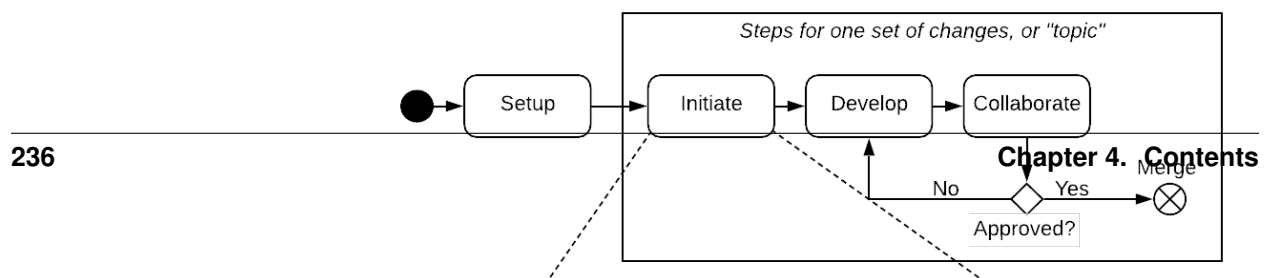 Steps for one set of changes, or "topic"
Setup
Initiate
Develop
Collaborate
236
Chapter 4. Contents
Merge
No
Yes
Approved?